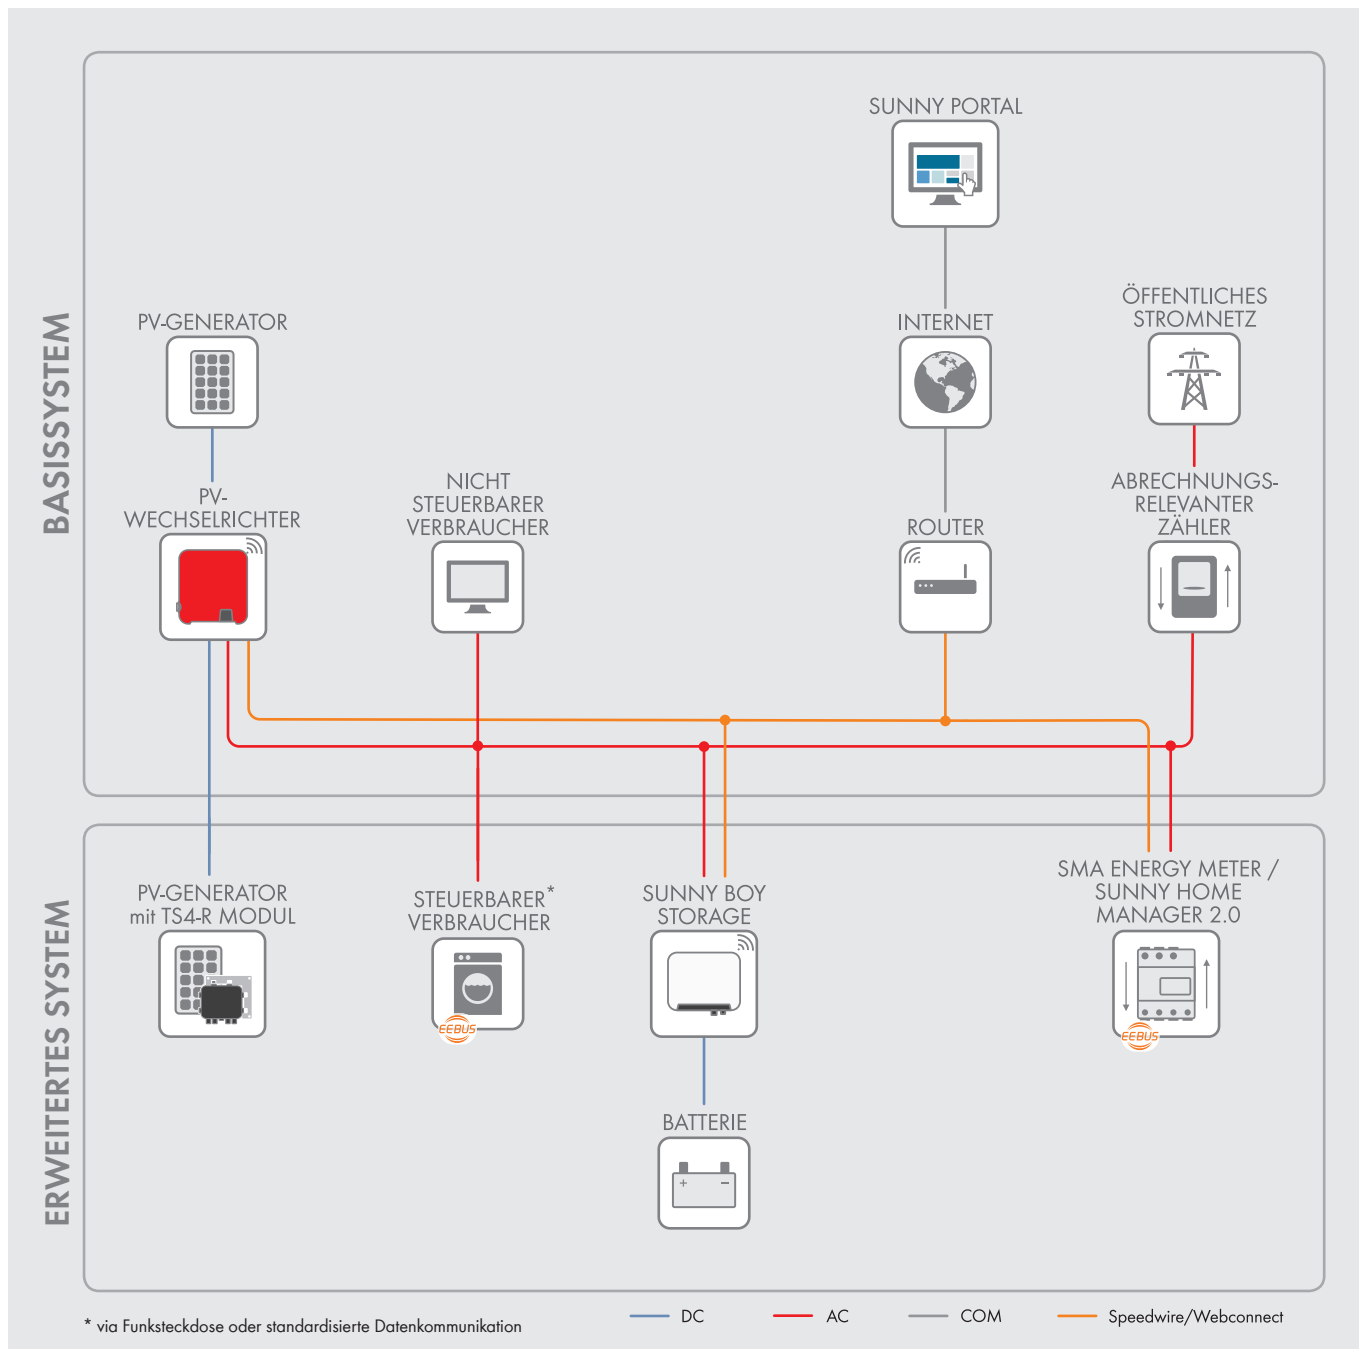 BASISSYSTEM
SUNNY PORTAL
PV-GENERATOR
INTERNET
ÖFFENTLICHES
STROMNETZ
PV-
WECHSELRICHTER
NICHT
STEUERBARER
VERBRAUCHER
ROUTER
ABRECHNUNGS-
RELEVANTER
ZÄHLER
ERWEITERTES SYSTEM
PV-GENERATOR
mit TS4-R MODUL
STEUERBARER*
VERBRAUCHER
EEBUS
SUNNY BOY
STORAGE
SMA ENERGY METER /
SUNNY HOME
MANAGER 2.0
EEBUS
BATTERIE
+ −
* via Funksteckdose oder standardisierte Datenkommunikation
DC
AC
COM
Speedwire/Webconnect